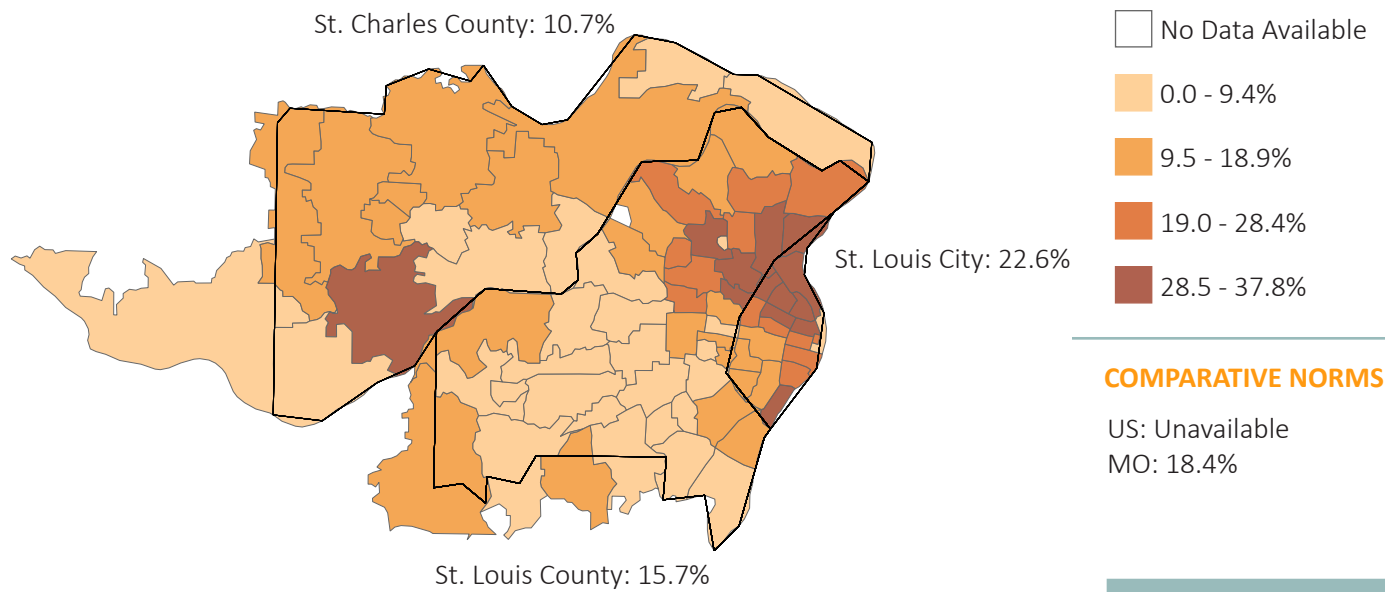 St. Charles County: 10.7%
No Data Available
0.0 - 9.4%
9.5 - 18.9%
19.0 - 28.4%
28.5 - 37.8%
St. Louis City: 22.6%
COMPARATIVE NORMS
US: Unavailable
MO: 18.4%
St. Louis County: 15.7%